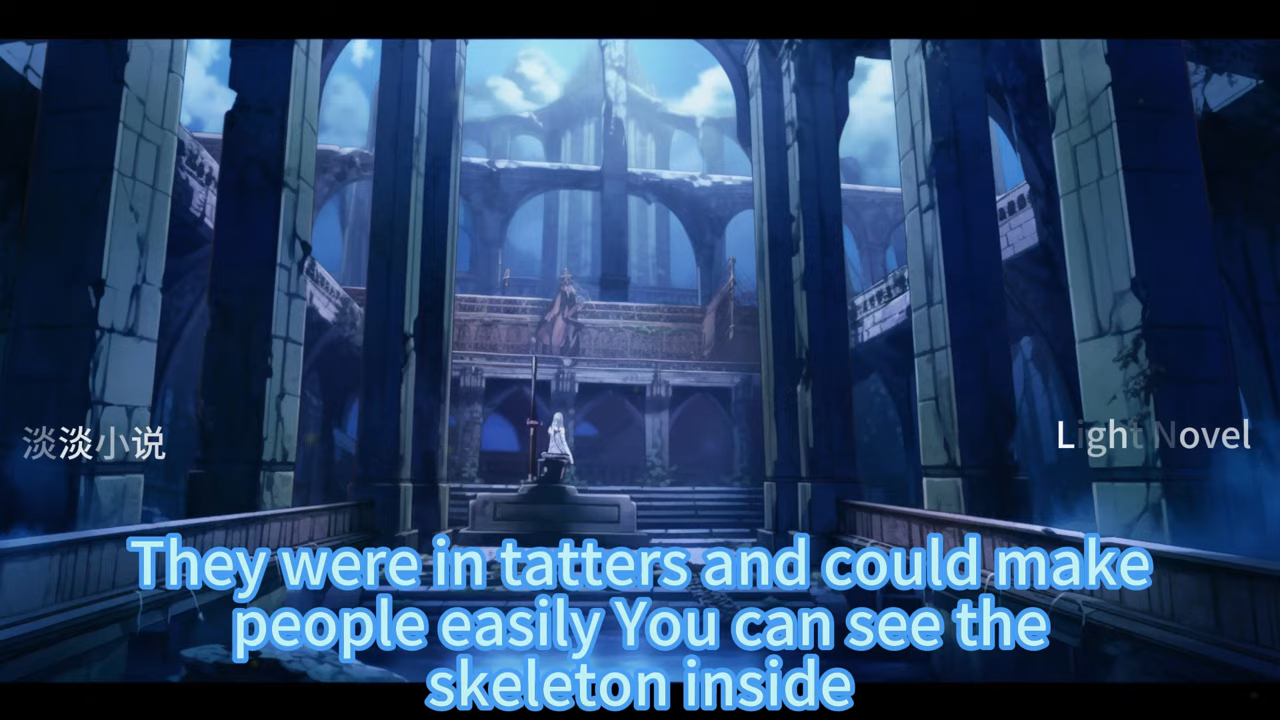 淡淡小说
Light Novel
They were in tatters and could make
people easily You can see the
skeleton inside